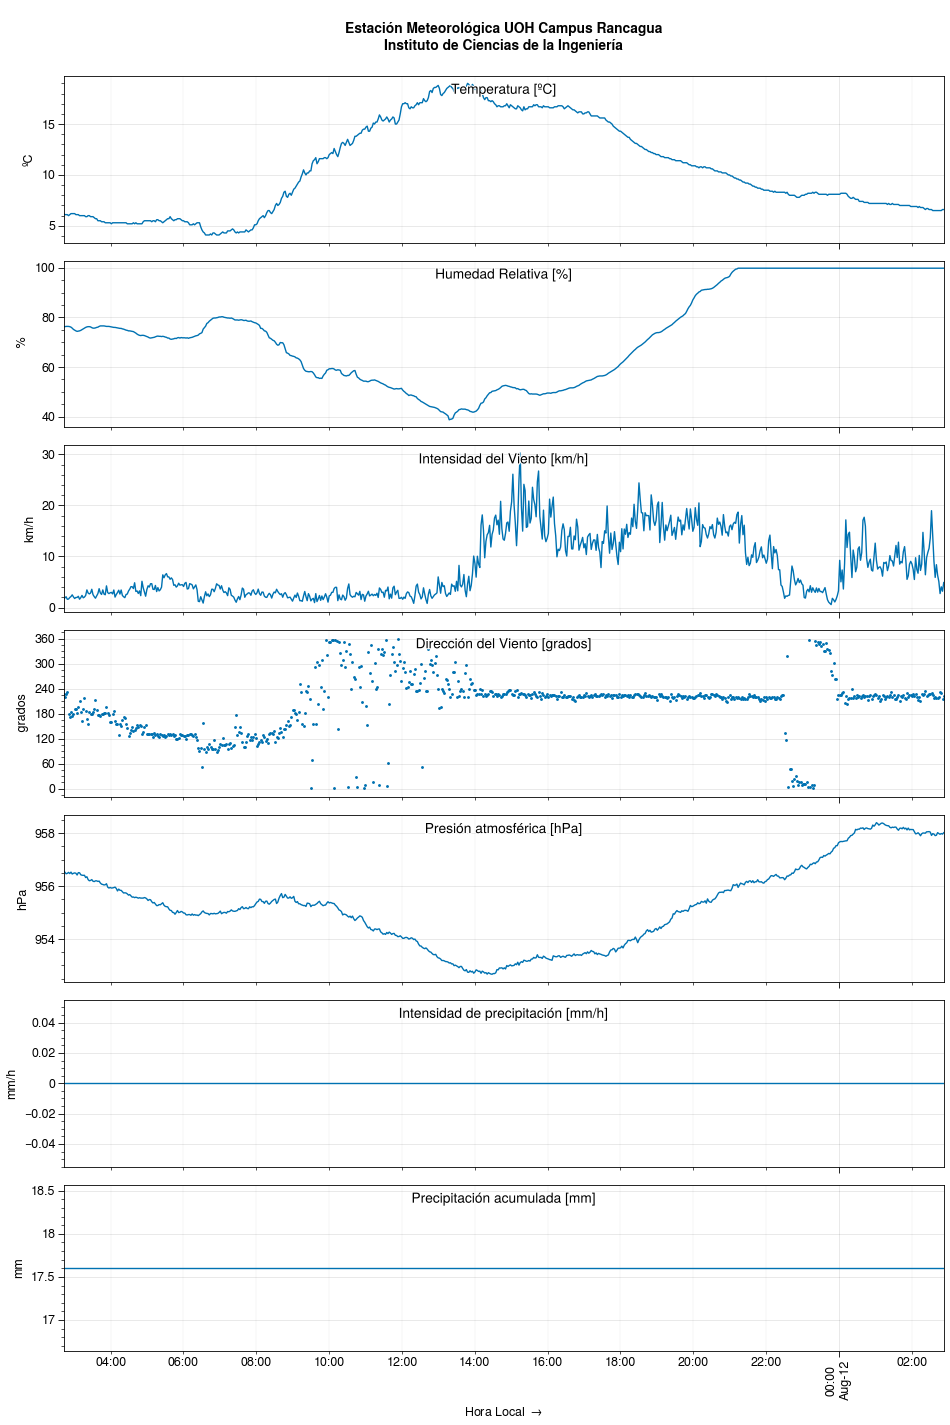 Estación Meteorológica UOH Campus Rancagua
Instituto de Ciencias de la Ingeniería
Temperatura [ºC]
ºC
15
10
5
Humedad Relativa [%]
%
100
80
60
40
Intensidad del Viento [km/h]
km/h
30
20
10
0
Dirección del Viento [grados]
grados
360
300
240
180
120
60
0
Presión atmosférica [hPa]
hPa
958
956
954
Intensidad de precipitación [mm/h]
mm/h
0.04
0.02
0
−0.02
−0.04
Precipitación acumulada [mm]
mm
18.5
18
17.5
17
04:00 06:00 08:00 10:00 12:00 14:00 16:00 18:00 20:00 22:00 00:00 02:00
Aug-12
Hora Local →